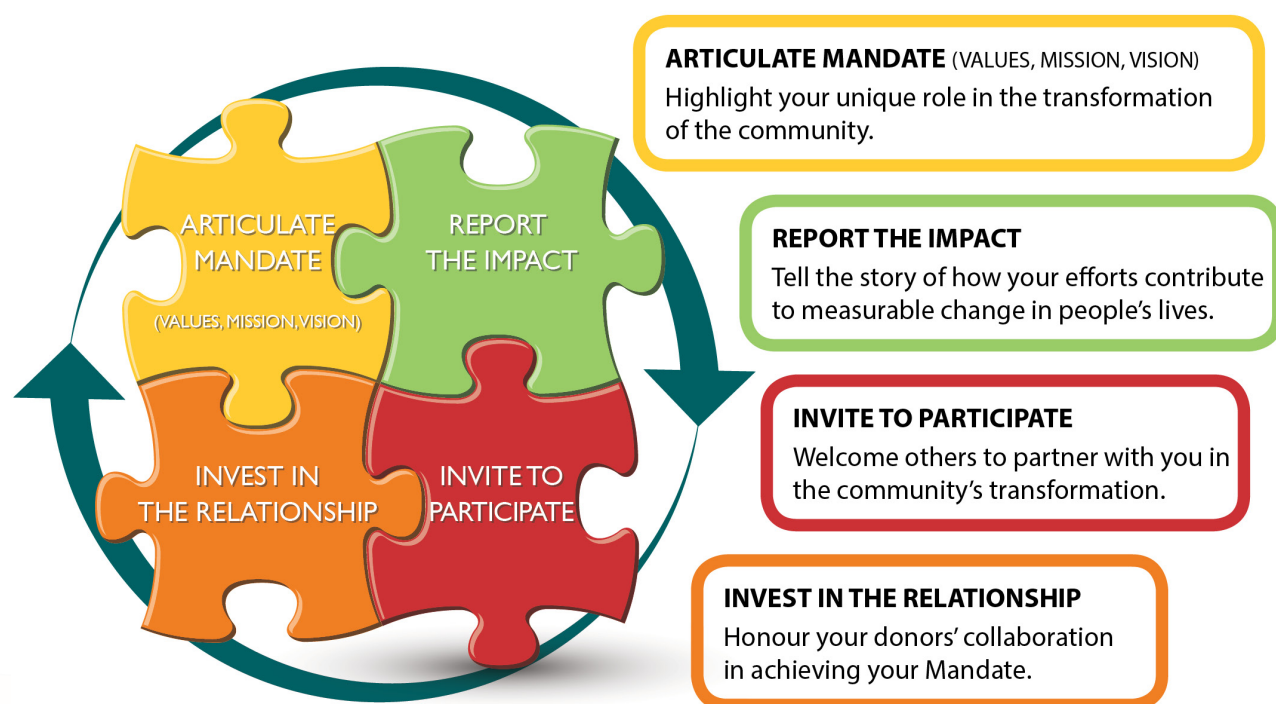 ARTICULATE
MANDATE
(VALUES, MISSION, VISION)
REPORT
THE IMPACT
INVEST IN
THE RELATIONSHIP
INVITE TO
PARTICIPATE
ARTICULATE MANDATE (VALUES, MISSION, VISION)
Highlight your unique role in the transformation
of the community.
REPORT THE IMPACT
Tell the story of how your efforts contribute
to measurable change in people’s lives.
INVITE TO PARTICIPATE
Welcome others to partner with you in
the community’s transformation.
INVEST IN THE RELATIONSHIP
Honour your donors’ collaboration
in achieving your Mandate.